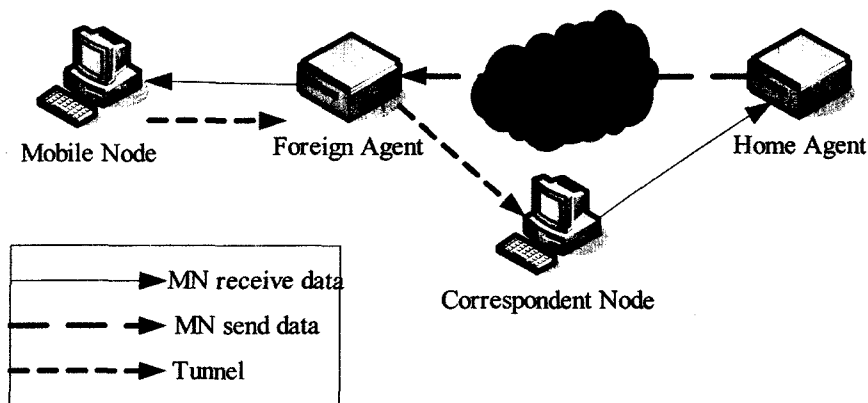 Mobile Node
Foreign Agent
Home Agent
Correspondent Node
MN receive data
MN send data
Tunnel